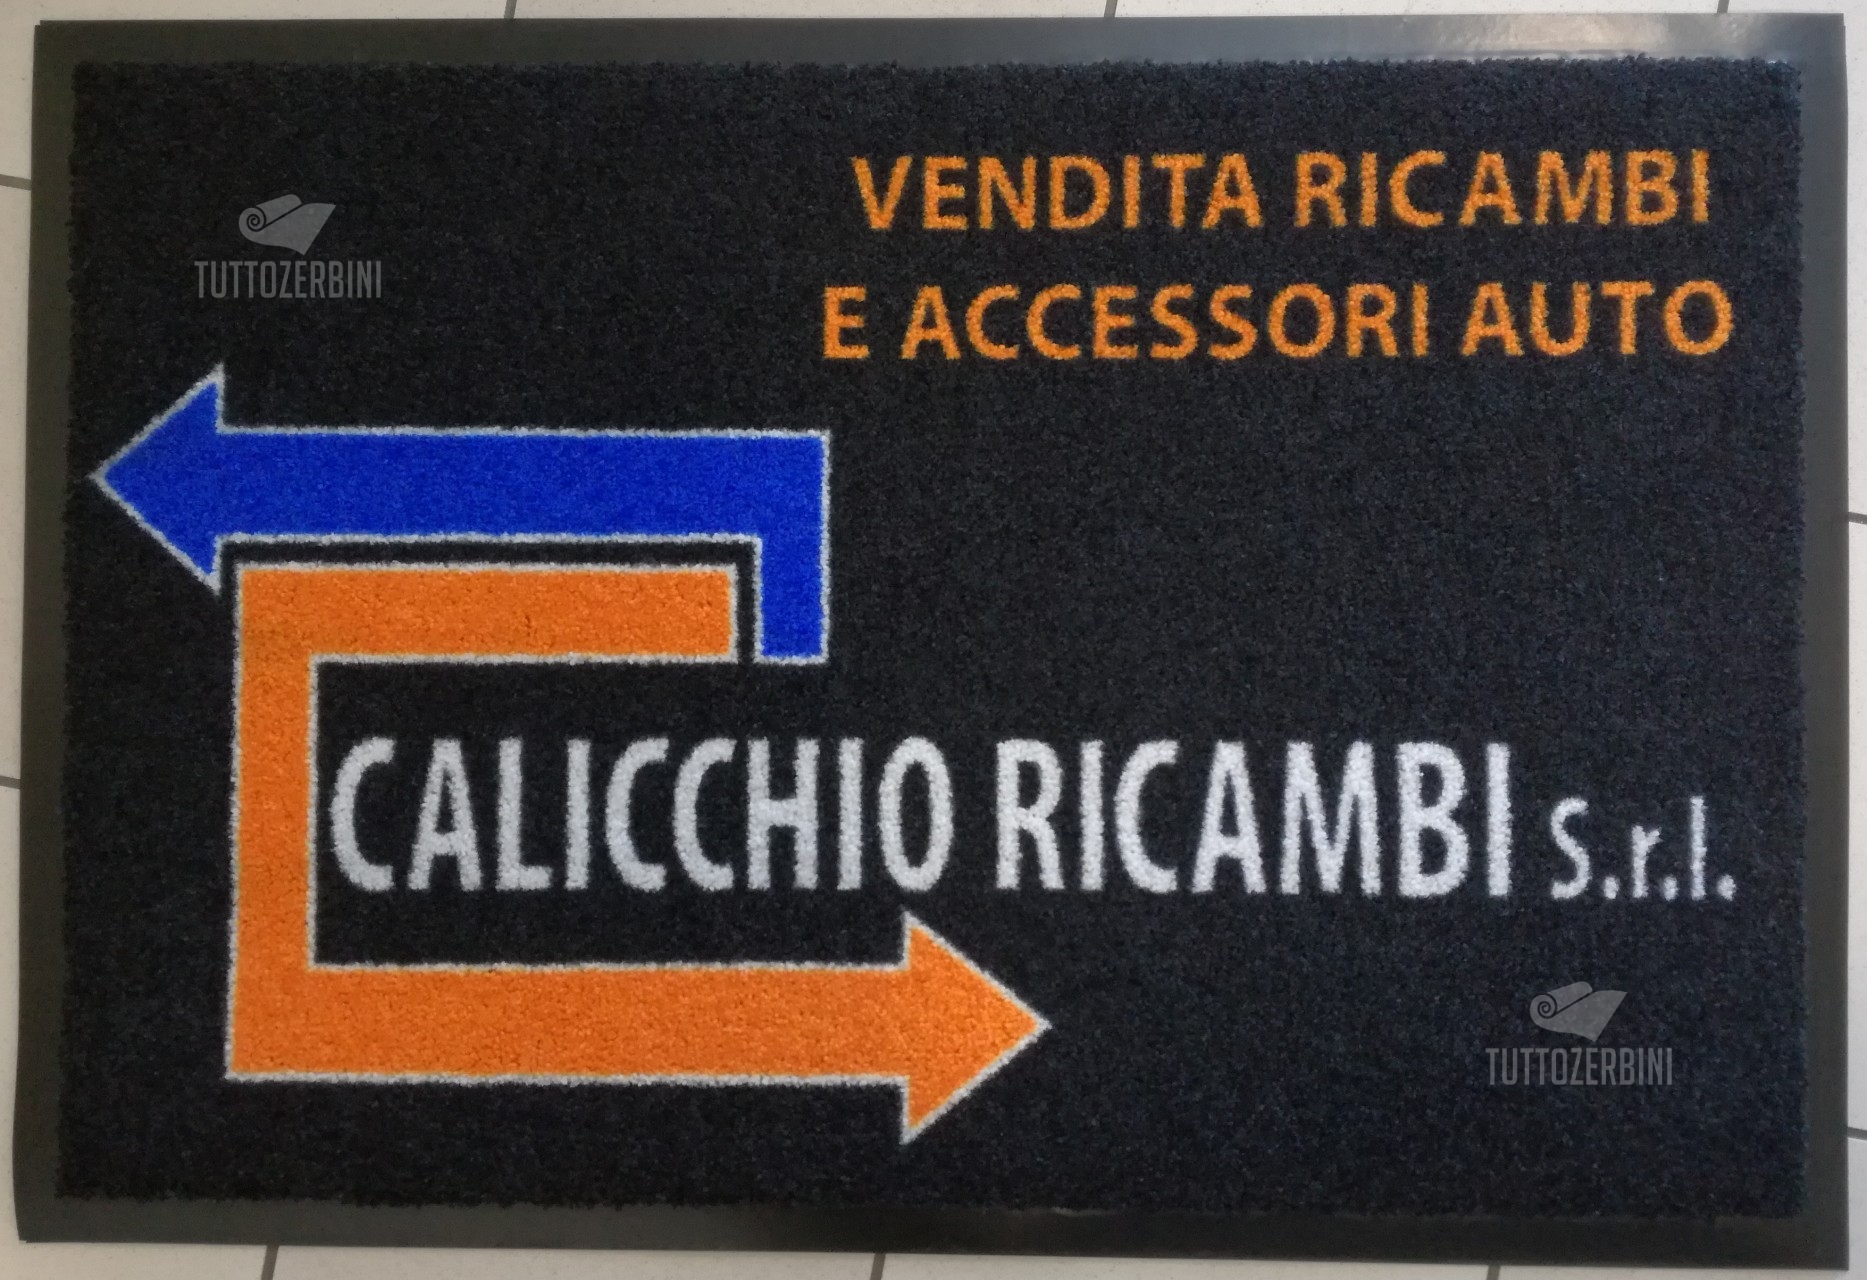 VENDITA RICAMBI
E ACCESSORI AUTO
TUTTOZERBINI
CALICCHIO RICAMBI S.r.l.
TUTTOZERBINI